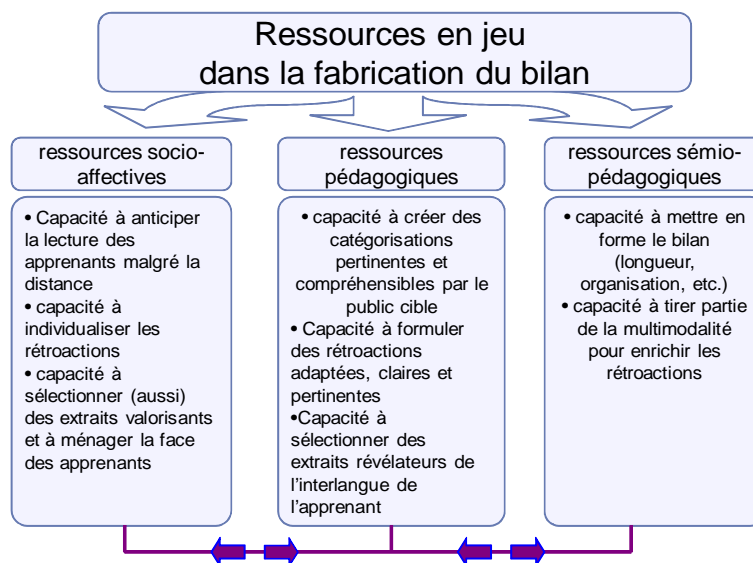 Ressources en jeu
dans la fabrication du bilan
ressources socio-
affectives
• Capacité à anticiper
la lecture des
apprenants malgré la
distance
• capacité à
individualiser les
rétroactions
• capacité à
sélectionner (aussi)
des extraits valorisants
et à ménager la face
des apprenants
ressources
pédagogiques
• capacité à créer des
catégorisations
pertinentes et
compréhensibles par le
public cible
• Capacité à formuler
des rétroactions
adaptées, claires et
pertinentes
•Capacité à
sélectionner des
extraits révélateurs de
l’interlangue de
l’apprenant
ressources sémio-
pédagogiques
• capacité à mettre en
forme le bilan
(longueur,
organisation, etc.)
• capacité à tirer partie
de la multimodalité
pour enrichir les
rétroactions